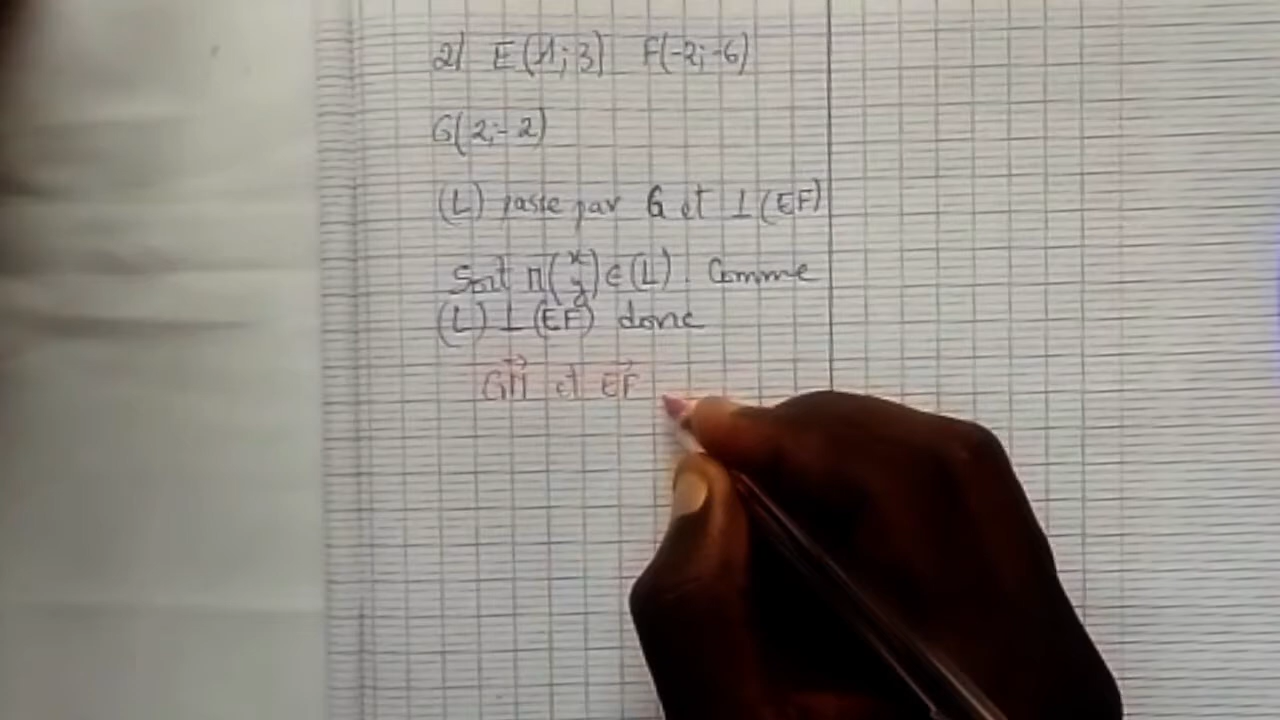 2) E(1;3) F(-2;-6)
G(2;-2)
(L) passe par G et ⊥(EF)
Soit M(x y)∈(L). Comme
(L)⊥(EF) donc
GM→ et EF→